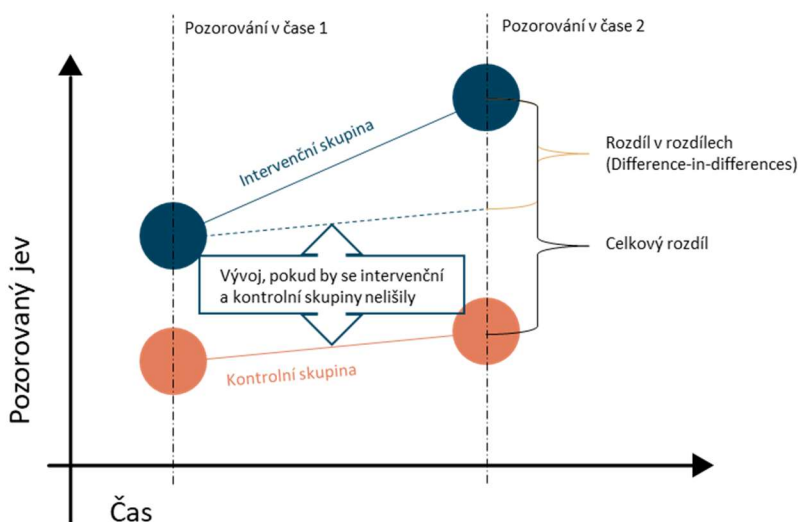 Pozorování v čase 1
Pozorování v čase 2
Intervenční skupina
Rozdíl v rozdílech
(Difference-in-differences)
Celkový rozdíl
Vývoj, pokud by se intervenční
a kontrolní skupiny nelišily
Kontrolní skupina
Pozorovaný jev
Čas